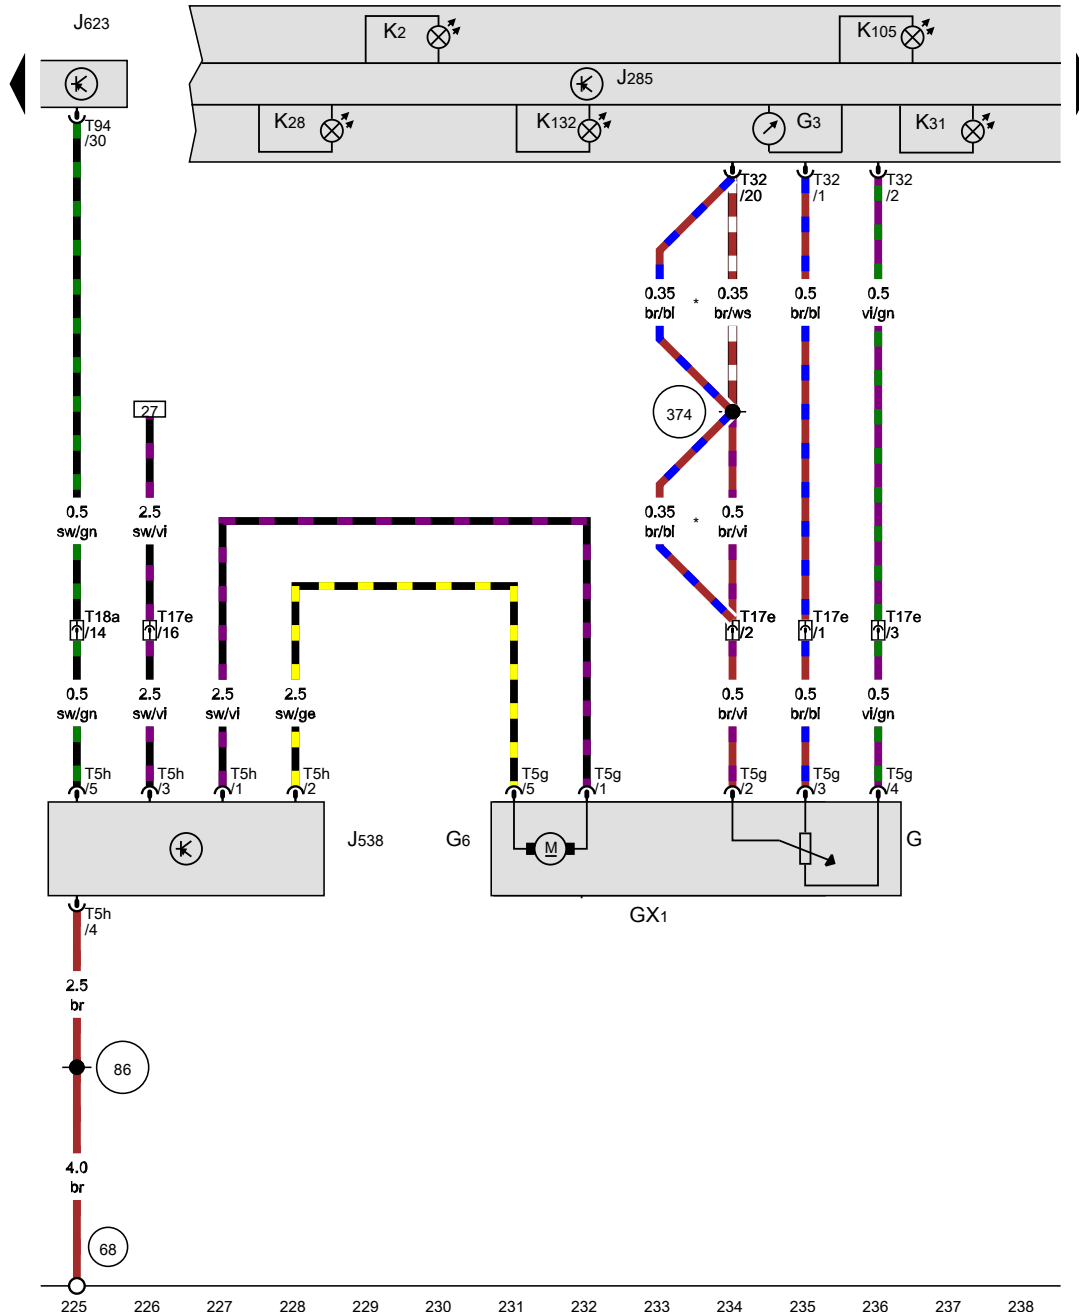 J623
K2
K105
J285
K28
K132
G3
K31
T94
/30
T32
/20
T32
/1
T32
/2
0.35
br/bl
*
0.35
br/ws
0.5
br/bl
0.5
vi/gn
27
374
0.5
sw/gn
2.5
sw/vi
0.35
br/bl
*
0.5
br/vi
T18a
/14
T17e
/16
T17e
/2
T17e
/1
T17e
/3
0.5
sw/gn
2.5
sw/vi
2.5
sw/vi
2.5
sw/ge
0.5
br/vi
0.5
br/bl
0.5
vi/gn
T5h
/5
T5h
/3
T5h
/1
T5h
/2
T5g
/5
T5g
/1
T5g
/2
T5g
/3
T5g
/4
J538
G6
M
G
GX1
T5h
/4
2.5
br
86
4.0
br
68
225 226 227 228 229 230 231 232 233 234 235 236 237 238